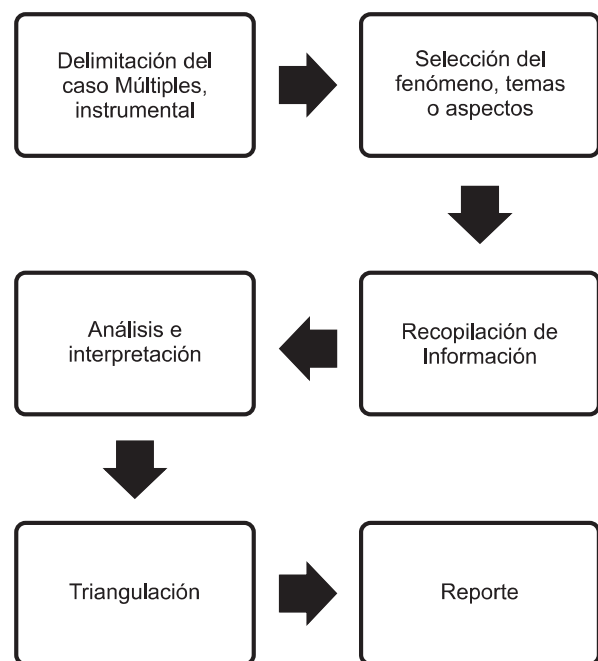 Delimitación del
caso Múltiples,
instrumental
Selección del
fenómeno, temas
o aspectos
Recopilación de
Información
Análisis e
interpretación
Triangulación
Reporte